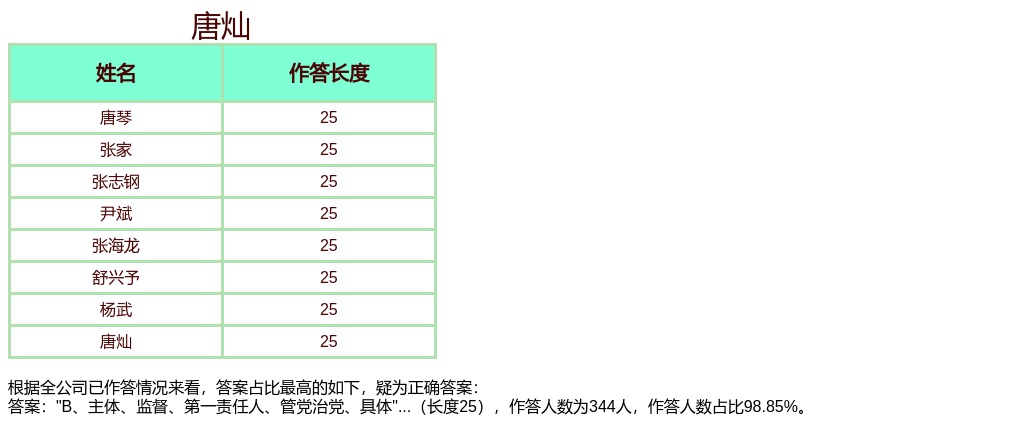 唐灿
姓名 作答长度
唐琴 25
张家 25
张志钢 25
尹斌 25
张海龙 25
舒兴予 25
杨武 25
唐灿 25
根据全公司已作答情况来看，答案占比最高的如下，疑为正确答案：
答案："B、主体、监督、第一责任人、管党治党、具体"...（长度25），作答人数为344人，作答人数占比98.85%。